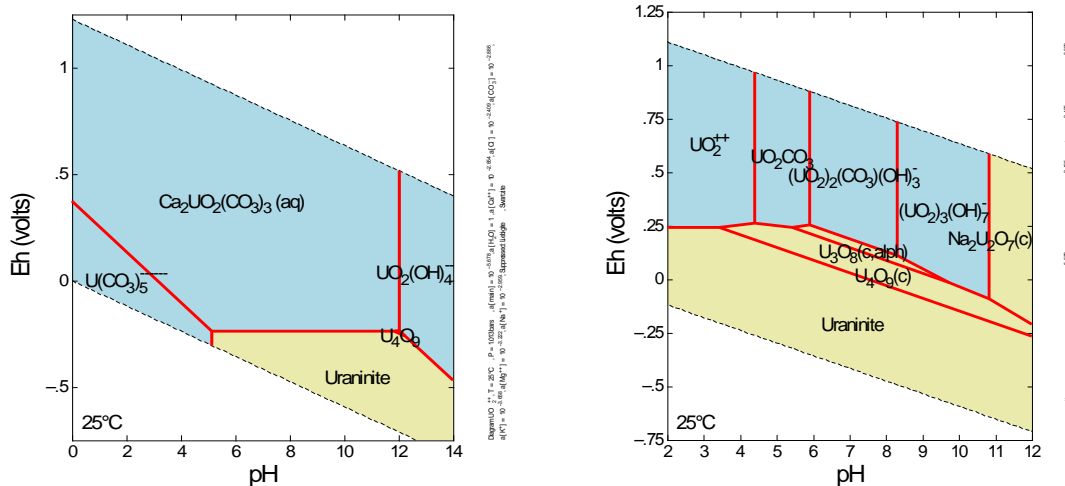 1
.5
0
–.5
Eh (volts)
Ca₂UO₂(CO₃)₃ (aq)
U(CO₃)₅-----
UO₂(OH)₄--
U₄O₉
Uraninite
25°C
0 2 4 6 8 10 12 14
pH
1.25
1
.75
.5
.25
0
–.25
–.5
–.75
Eh (volts)
UO₂⁺⁺
UO₂CO₃
(UO₂)₂(CO₃)(OH)₃⁻
(UO₂)₃(OH)₇⁻
Na₂U₂O₇(c)
U₃O₈(c,alph)
U₄O₉(c)
Uraninite
25°C
2 3 4 5 6 7 8 9 10 11 12
pH